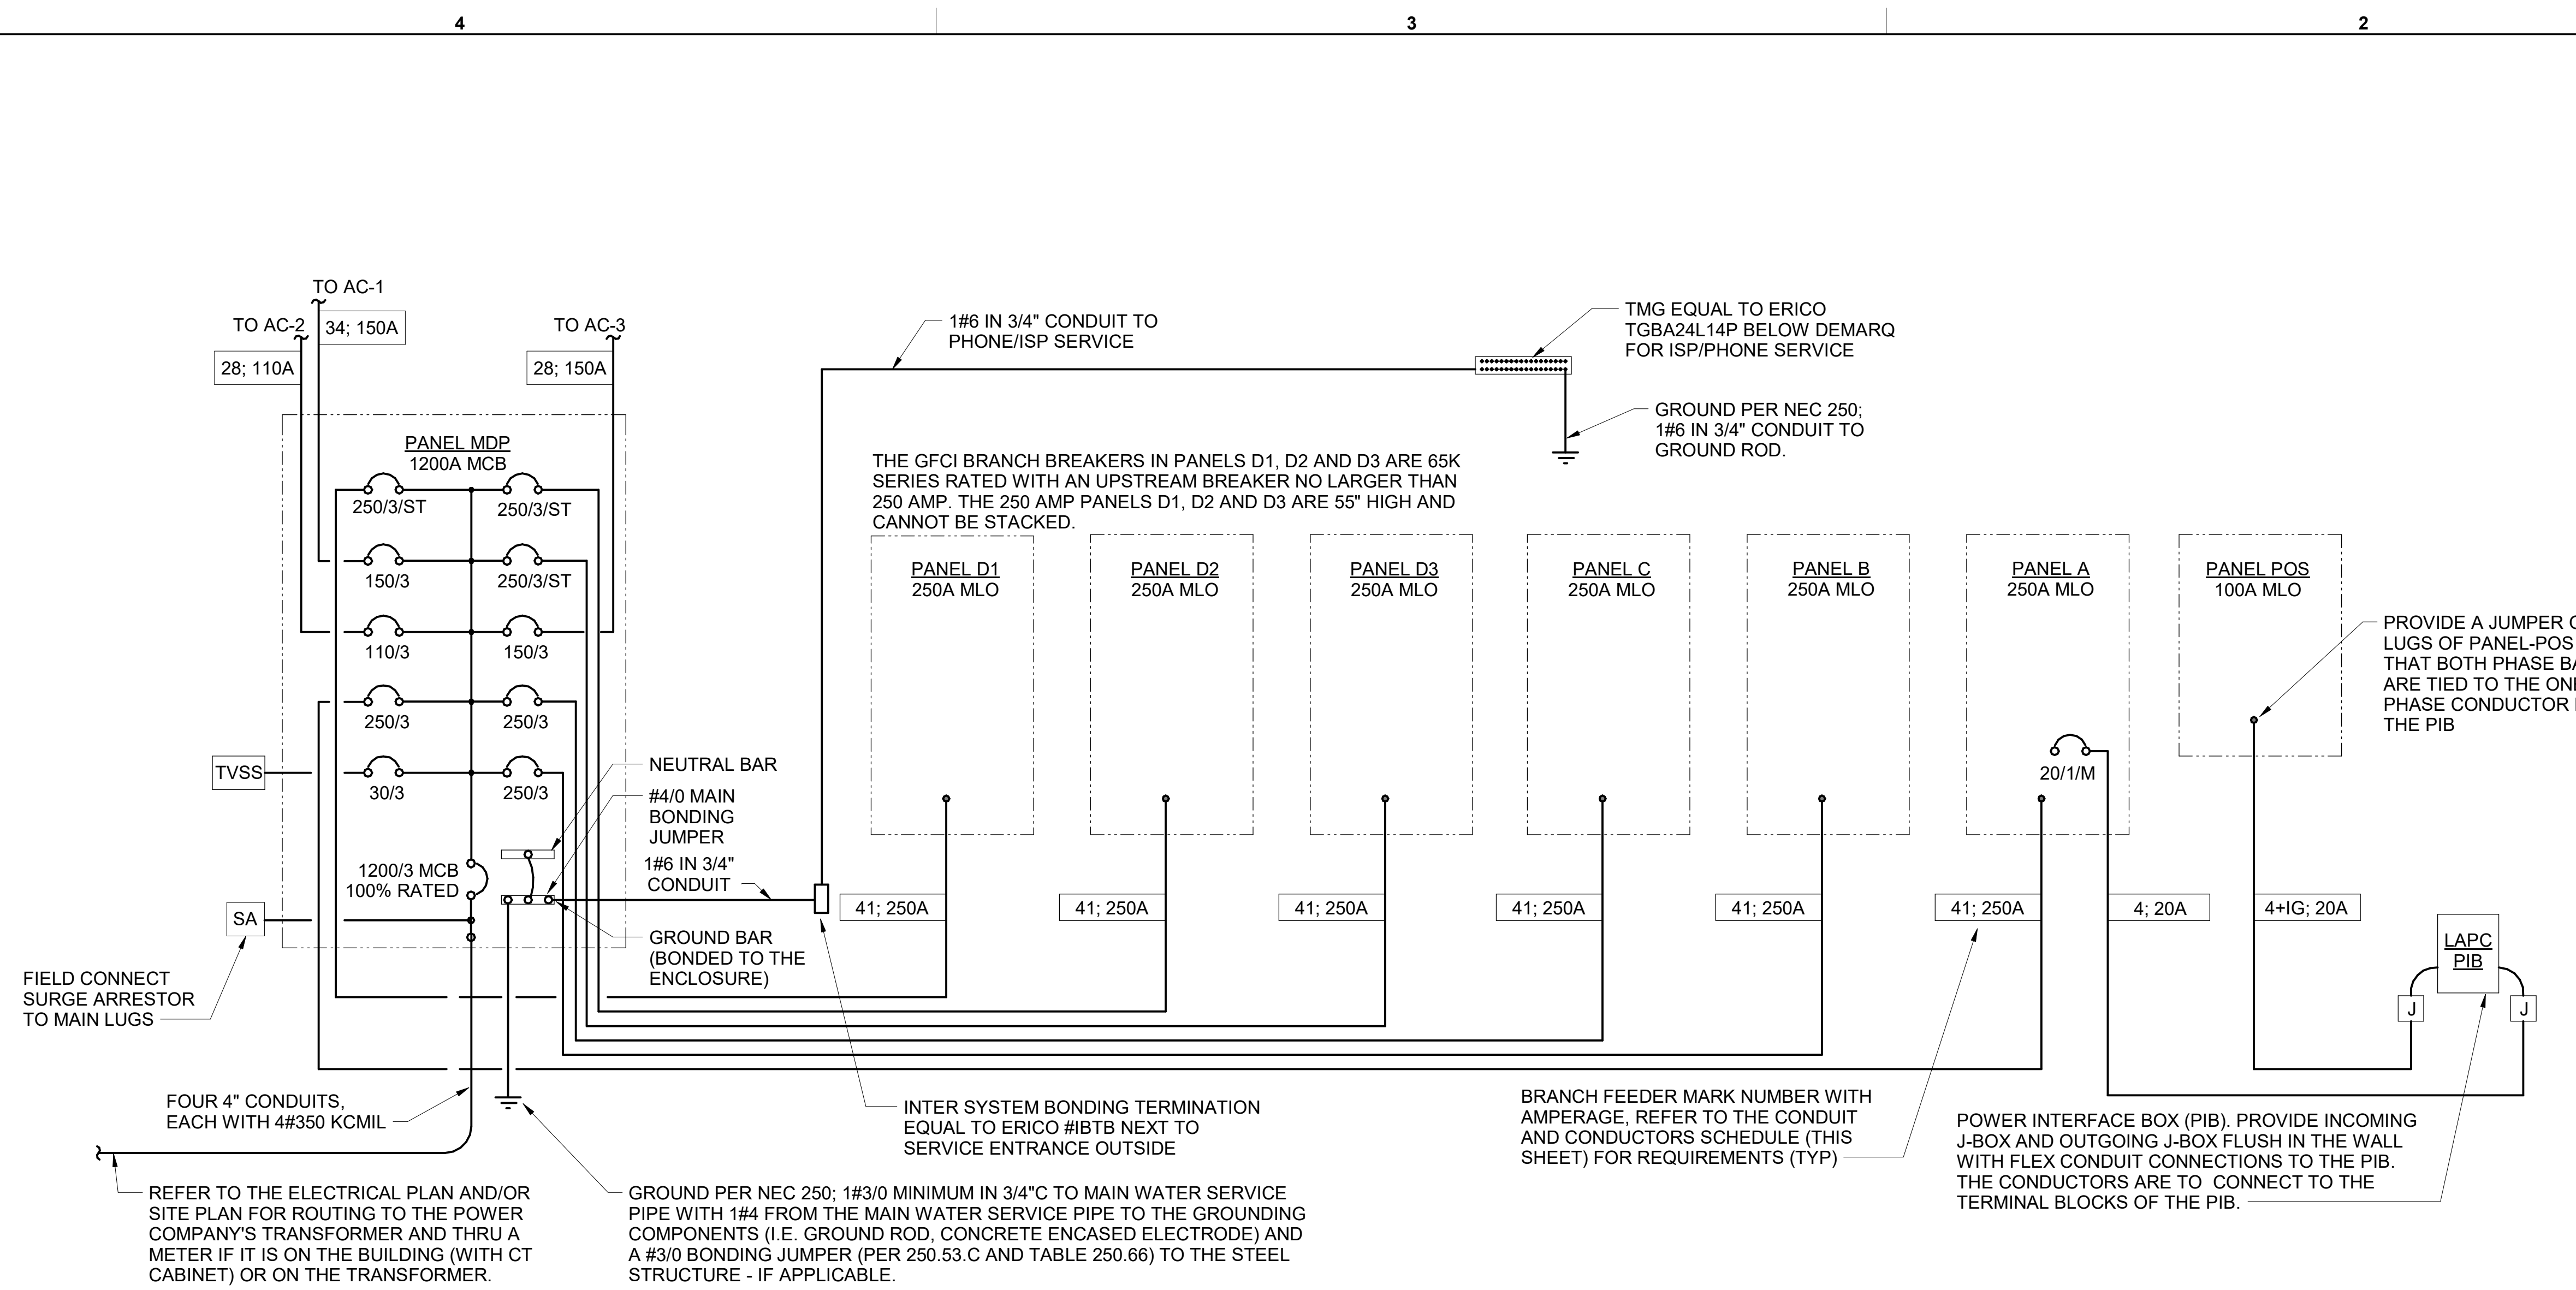 4
3
2
TO AC-1
TO AC-2
34; 150A
TO AC-3
28; 110A
28; 150A
PANEL MDP
1200A MCB
250/3/ST
250/3/ST
150/3
250/3/ST
110/3
150/3
250/3
250/3
30/3
250/3
TVSS
1200/3 MCB
100% RATED
SA
FIELD CONNECT
SURGE ARRESTOR
TO MAIN LUGS
NEUTRAL BAR
#4/0 MAIN
BONDING
JUMPER
1#6 IN 3/4"
CONDUIT
GROUND BAR
(BONDED TO THE
ENCLOSURE)
FOUR 4" CONDUITS,
EACH WITH 4#350 KCMIL
REFER TO THE ELECTRICAL PLAN AND/OR
SITE PLAN FOR ROUTING TO THE POWER
COMPANY'S TRANSFORMER AND THRU A
METER IF IT IS ON THE BUILDING (WITH CT
CABINET) OR ON THE TRANSFORMER.
GROUND PER NEC 250; 1#3/0 MINIMUM IN 3/4"C TO MAIN WATER SERVICE
PIPE WITH 1#4 FROM THE MAIN WATER SERVICE PIPE TO THE GROUNDING
COMPONENTS (I.E. GROUND ROD, CONCRETE ENCASED ELECTRODE) AND
A #3/0 BONDING JUMPER (PER 250.53.C AND TABLE 250.66) TO THE STEEL
STRUCTURE - IF APPLICABLE.
INTER SYSTEM BONDING TERMINATION
EQUAL TO ERICO #IBTB NEXT TO
SERVICE ENTRANCE OUTSIDE
1#6 IN 3/4" CONDUIT TO
PHONE/ISP SERVICE
TMG EQUAL TO ERICO
TGBA24L14P BELOW DEMARQ
FOR ISP/PHONE SERVICE
GROUND PER NEC 250;
1#6 IN 3/4" CONDUIT TO
GROUND ROD.
THE GFCI BRANCH BREAKERS IN PANELS D1, D2 AND D3 ARE 65K
SERIES RATED WITH AN UPSTREAM BREAKER NO LARGER THAN
250 AMP. THE 250 AMP PANELS D1, D2 AND D3 ARE 55" HIGH AND
CANNOT BE STACKED.
PANEL D1
250A MLO
PANEL D2
250A MLO
PANEL D3
250A MLO
PANEL C
250A MLO
PANEL B
250A MLO
PANEL A
250A MLO
PANEL POS
100A MLO
20/1/M
PROVIDE A JUMPER
LUGS OF PANEL-POS
THAT BOTH PHASE
ARE TIED TO THE
PHASE CONDUCTOR
THE PIB
41; 250A
41; 250A
41; 250A
41; 250A
41; 250A
41; 250A
4; 20A
4+IG; 20A
LAPC
PIB
J
J
BRANCH FEEDER MARK NUMBER WITH
AMPERAGE, REFER TO THE CONDUIT
AND CONDUCTORS SCHEDULE (THIS
SHEET) FOR REQUIREMENTS (TYP)
POWER INTERFACE BOX (PIB). PROVIDE INCOMING
J-BOX AND OUTGOING J-BOX FLUSH IN THE WALL
WITH FLEX CONDUIT CONNECTIONS TO THE PIB.
THE CONDUCTORS ARE TO CONNECT TO THE
TERMINAL BLOCKS OF THE PIB.